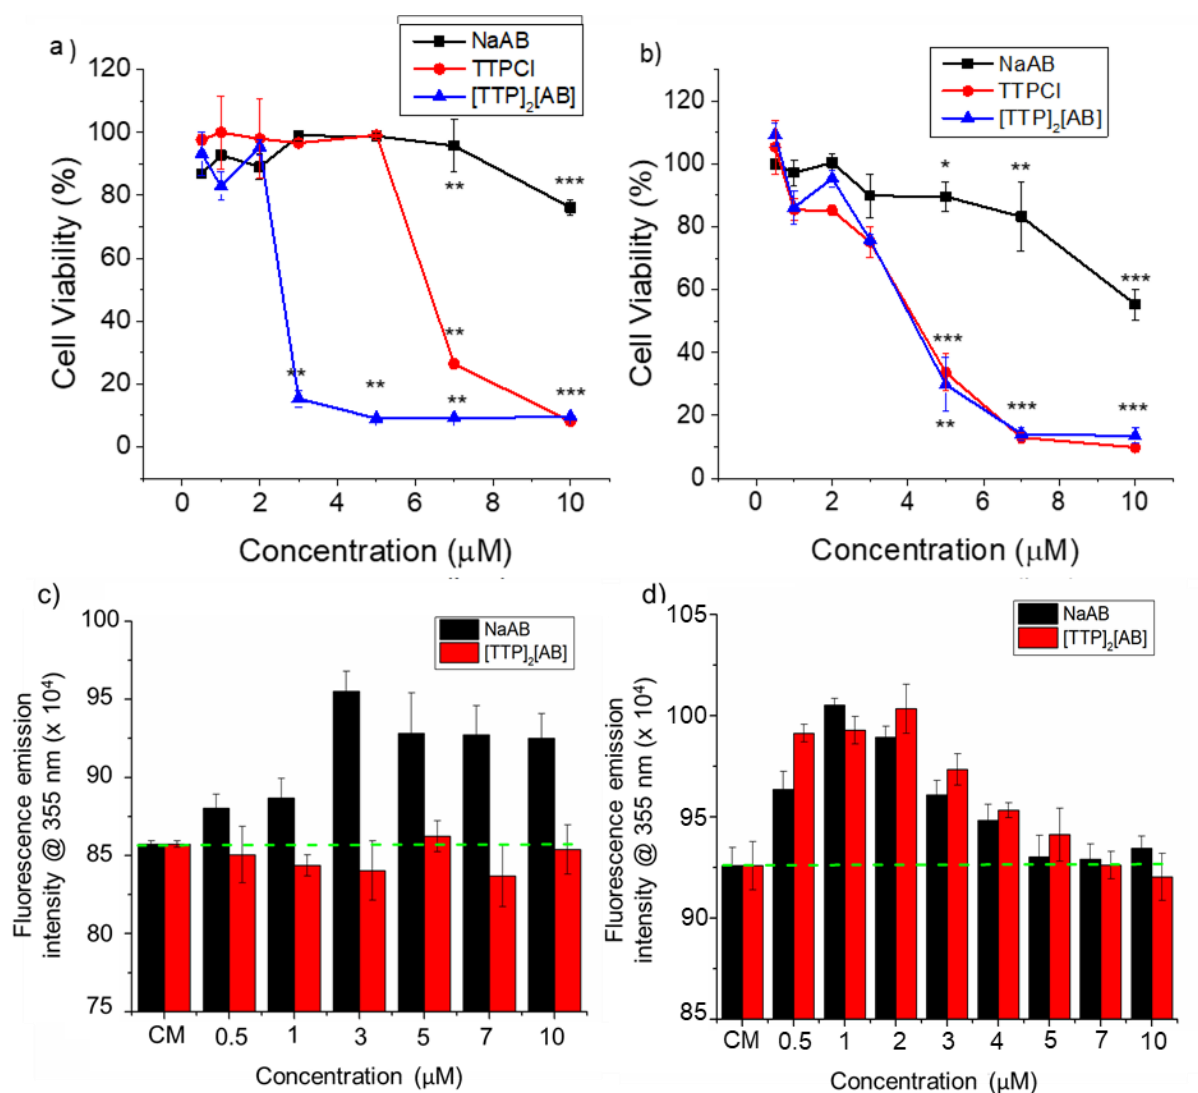 a)
NaAB
TTPCl
[TTP]2[AB]
120
100
80
60
40
20
0
Cell Viability (%)
**
***
**
**
**
**
***
0 2 4 6 8 10
Concentration (μM)
b)
NaAB
TTPCl
[TTP]2[AB]
120
100
80
60
40
20
0
Cell Viability (%)
*
**
***
***
**
***
***
0 2 4 6 8 10
Concentration (μM)
c)
NaAB
[TTP]2[AB]
100
95
90
85
80
75
Fluorescence emission
intensity @ 355 nm (x 10⁴)
CM 0.5 1 3 5 7 10
Concentration (μM)
d)
NaAB
[TTP]2[AB]
105
100
95
90
85
Fluorescence emission
intensity @ 355 nm (x 10⁴)
CM 0.5 1 2 3 4 5 7 10
Concentration (μM)